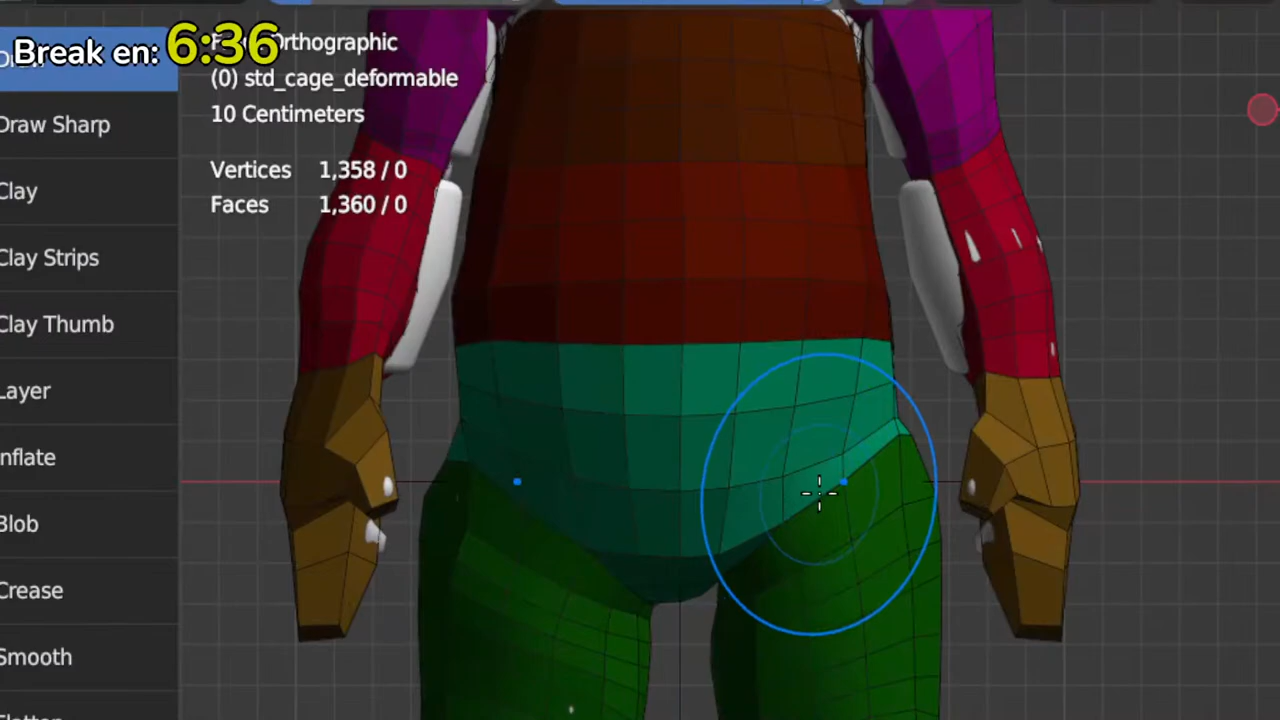 Break en: 6:36
Orthographic
(0) std_cage_deformable
10 Centimeters
Vertices 1,358 / 0
Faces 1,360 / 0
Draw Sharp
Clay
Clay Strips
Clay Thumb
Layer
Inflate
Blob
Crease
Smooth